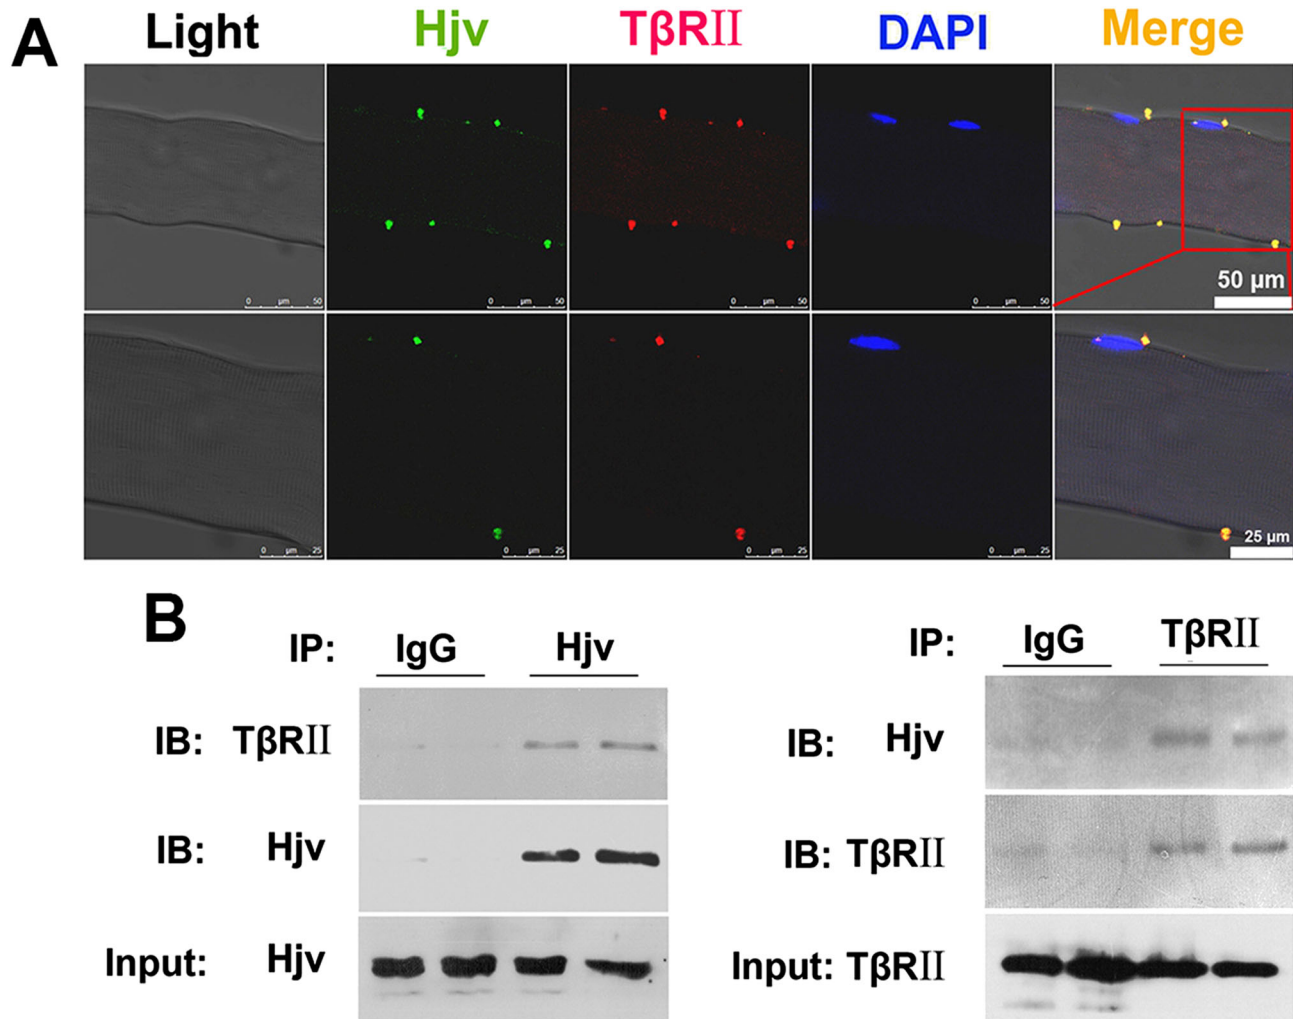 A Light Hjv TβRII DAPI Merge
0 µm 50 0 µm 50 0 µm 50 0 µm 50 50 µm
0 µm 25 0 µm 25 0 µm 25 0 µm 25 25 µm
B
IP: IgG Hjv
IB: TβRII
IB: Hjv
Input: Hjv
IP: IgG TβRII
IB: Hjv
IB: TβRII
Input: TβRII